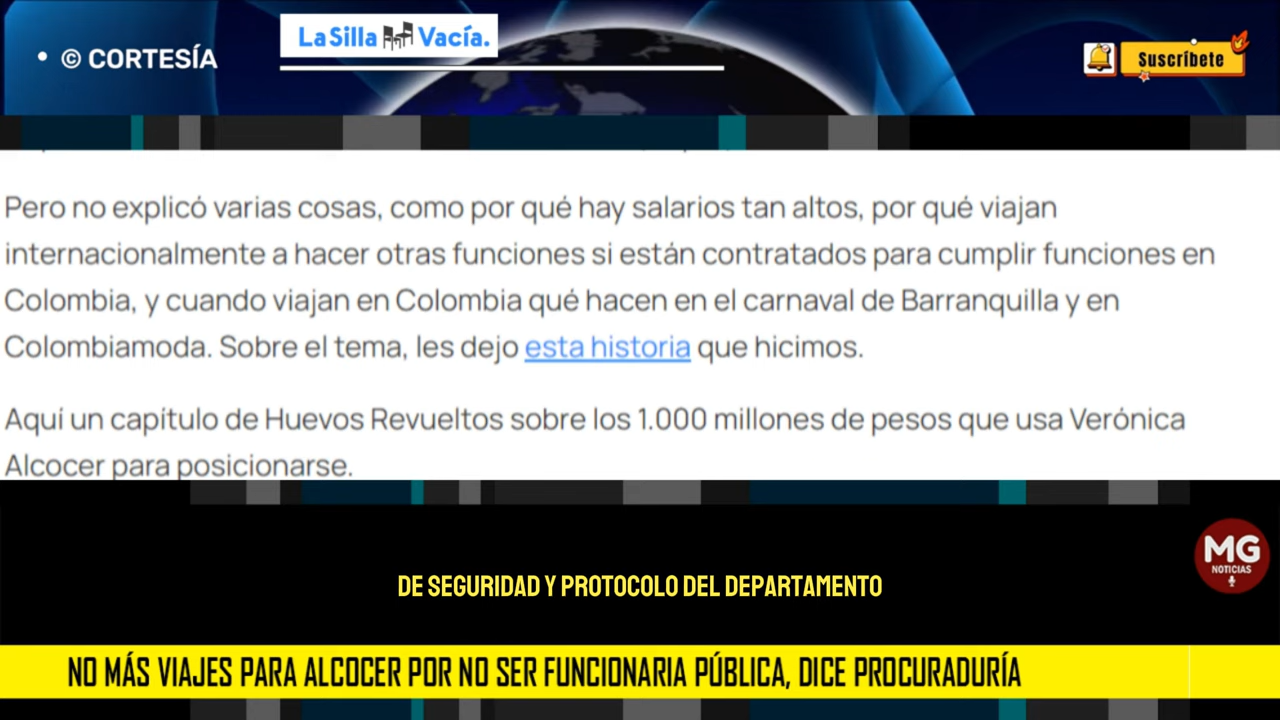 • © CORTESÍA
La Silla Vacía.
Suscríbete
Pero no explicó varias cosas, como por qué hay salarios tan altos, por qué viajan
internacionalmente a hacer otras funciones si están contratados para cumplir funciones en
Colombia, y cuando viajan en Colombia qué hacen en el carnaval de Barranquilla y en
Colombiamoda. Sobre el tema, les dejo esta historia que hicimos.
Aquí un capítulo de Huevos Revueltos sobre los 1.000 millones de pesos que usa Verónica
Alcocer para posicionarse.
MG
NOTICIAS
DE SEGURIDAD Y PROTOCOLO DEL DEPARTAMENTO
NO MÁS VIAJES PARA ALCOCER POR NO SER FUNCIONARIA PÚBLICA, DICE PROCURADURÍA